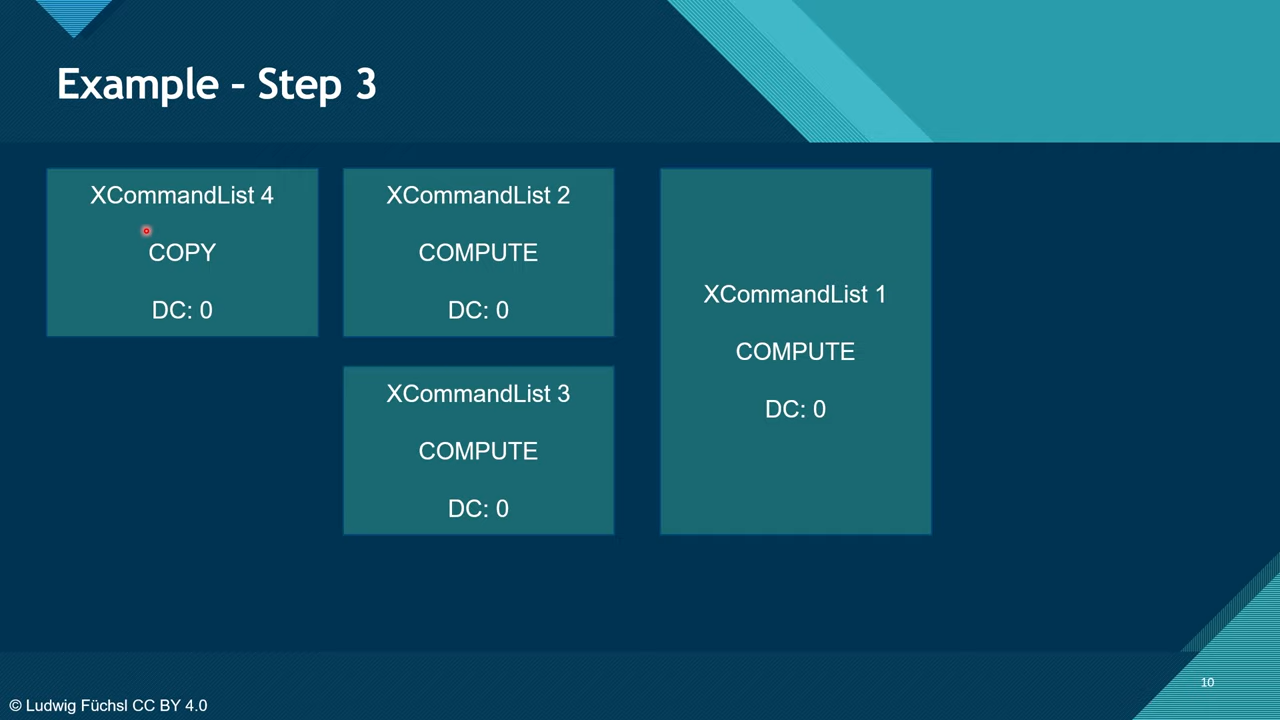 Example – Step 3
XCommandList 4
COPY
DC: 0
XCommandList 2
COMPUTE
DC: 0
XCommandList 3
COMPUTE
DC: 0
XCommandList 1
COMPUTE
DC: 0
10
© Ludwig Füchsl CC BY 4.0